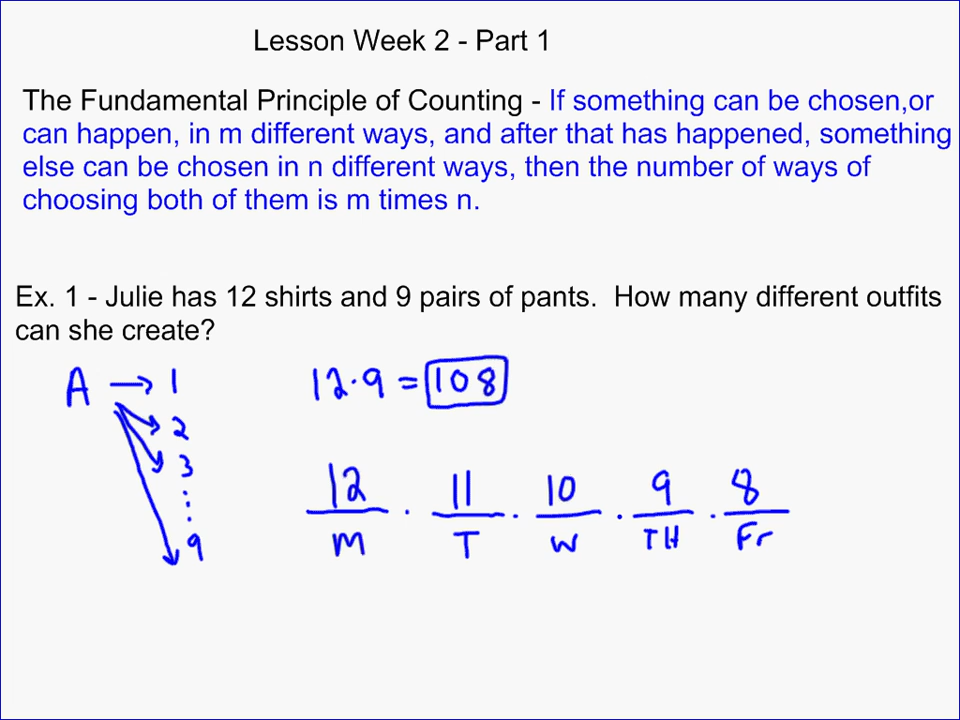 Lesson Week 2 - Part 1
The Fundamental Principle of Counting - If something can be chosen,or
can happen, in m different ways, and after that has happened, something
else can be chosen in n different ways, then the number of ways of
choosing both of them is m times n.
Ex. 1 - Julie has 12 shirts and 9 pairs of pants.  How many different outfits
can she create?
A → 1
2
3
⋮
9
12·9 = 108
12 · 11 · 10 · 9 · 8
M T W TH Fr